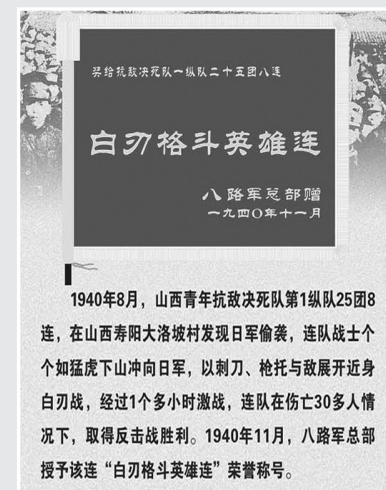 奖给抗敌决死队一纵队二十五团八连
白刃格斗英雄连
八路军总部赠
一九四〇年十一月
1940年8月，山西青年抗敌决死队第1纵队25团8
连，在山西寿阳大洛坡村发现日军偷袭，连队战士个
个如猛虎下山冲向日军，以刺刀、枪托与敌展开近身
白刃战，经过1个多小时激战，连队在伤亡30多人情
况下，取得反击战胜利。1940年11月，八路军总部
授予该连“白刃格斗英雄连”荣誉称号。